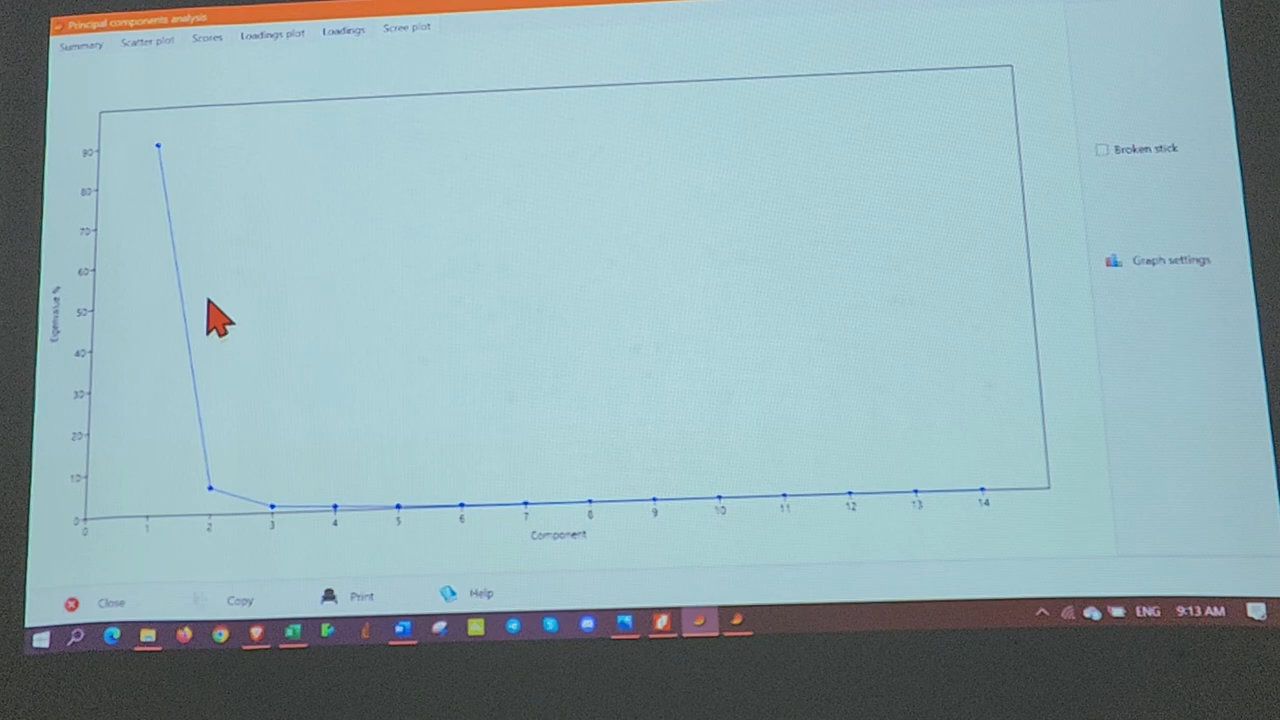 Principal components analysis
Summary Scatter plot Scores Loadings plot Loadings Scree plot
90
80
70
60
50
40
30
20
10
0
Eigenvalue %
0 1 2 3 4 5 6 7 8 9 10 11 12 13 14
Component
Broken stick
Graph settings
Close Copy Print Help
ENG 9:13 AM